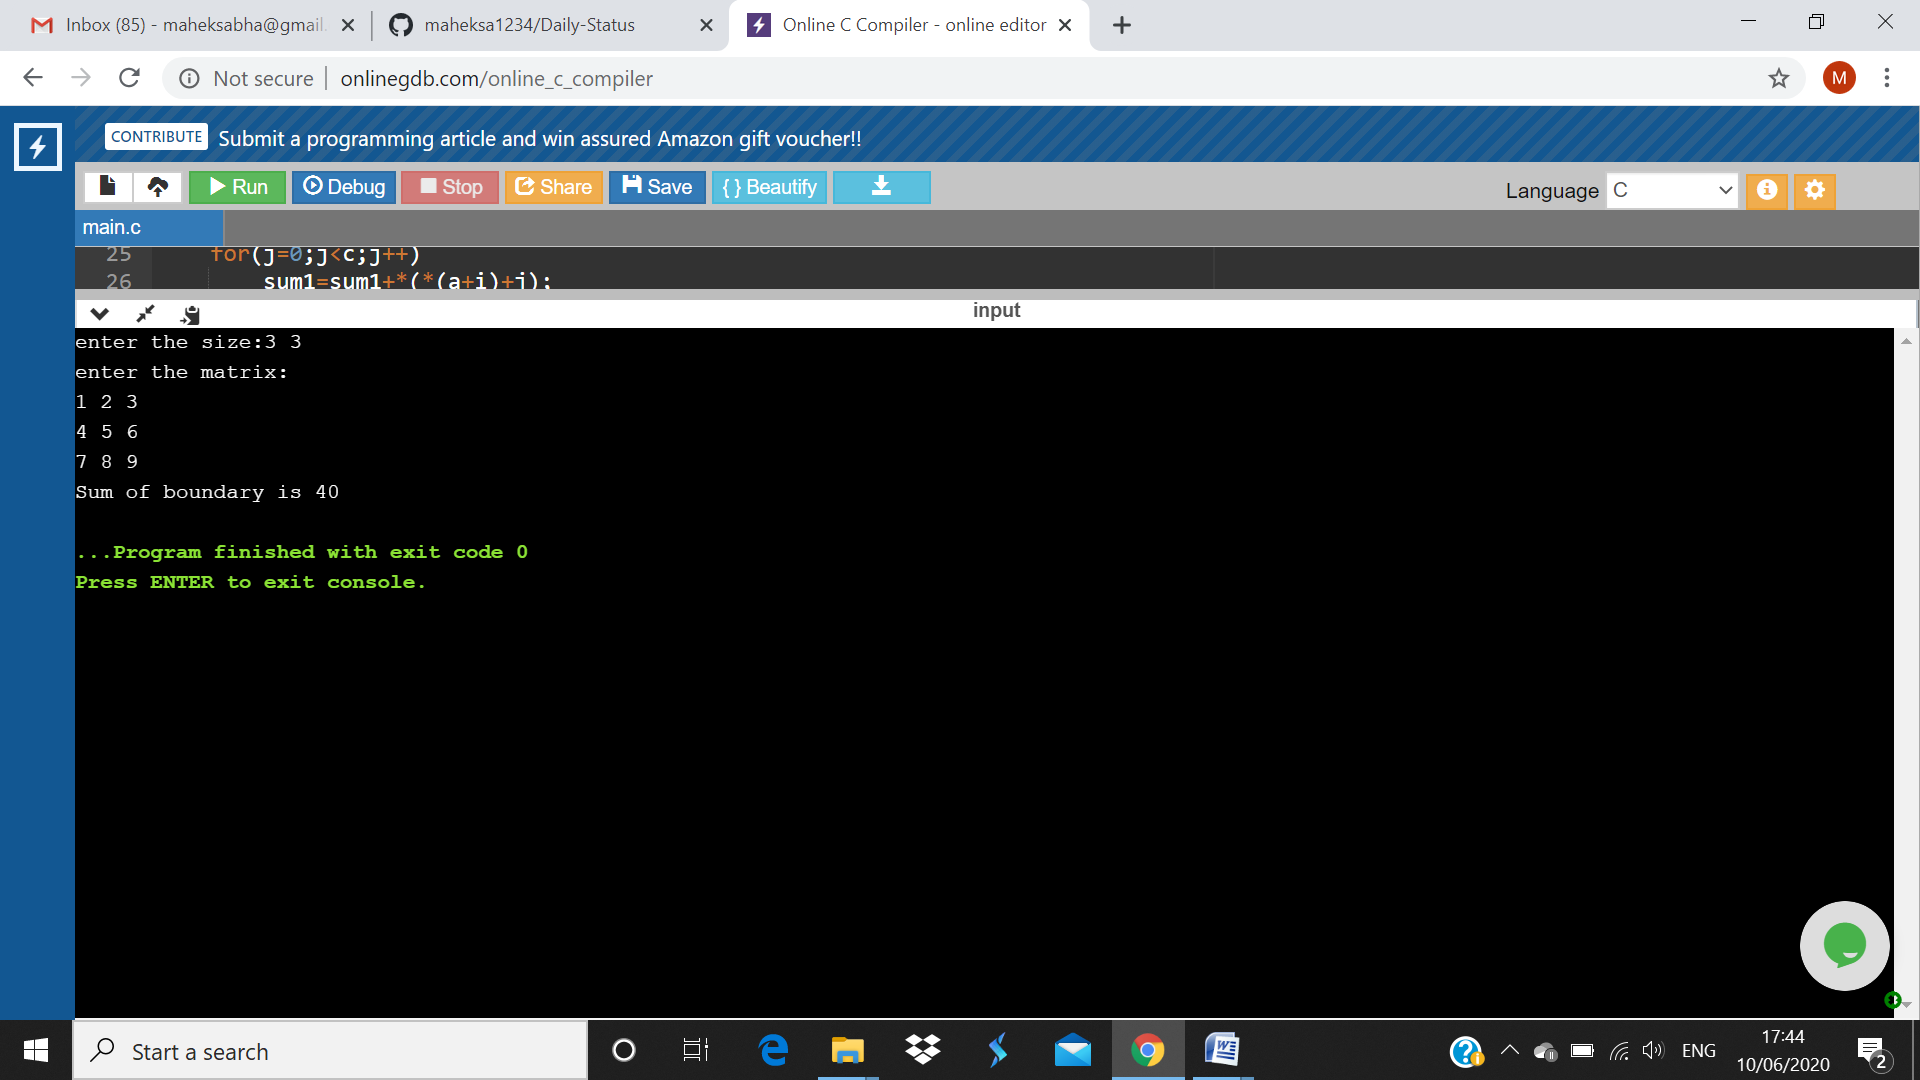 Inbox (85) - maheksabha@gmail.
maheksa1234/Daily-Status
Online C Compiler - online editor
Not secure
onlinegdb.com/online_c_compiler
M
CONTRIBUTE Submit a programming article and win assured Amazon gift voucher!!
Run
Debug
Stop
Share
Save
{ } Beautify
Language
C
main.c
25 for(j=0;j<c;j++)
26 sum1=sum1+*(*(a+i)+j);
input
enter the size:3 3
enter the matrix:
1 2 3
4 5 6
7 8 9
Sum of boundary is 40
...Program finished with exit code 0
Press ENTER to exit console.
Start a search
ENG
17:44
10/06/2020
2